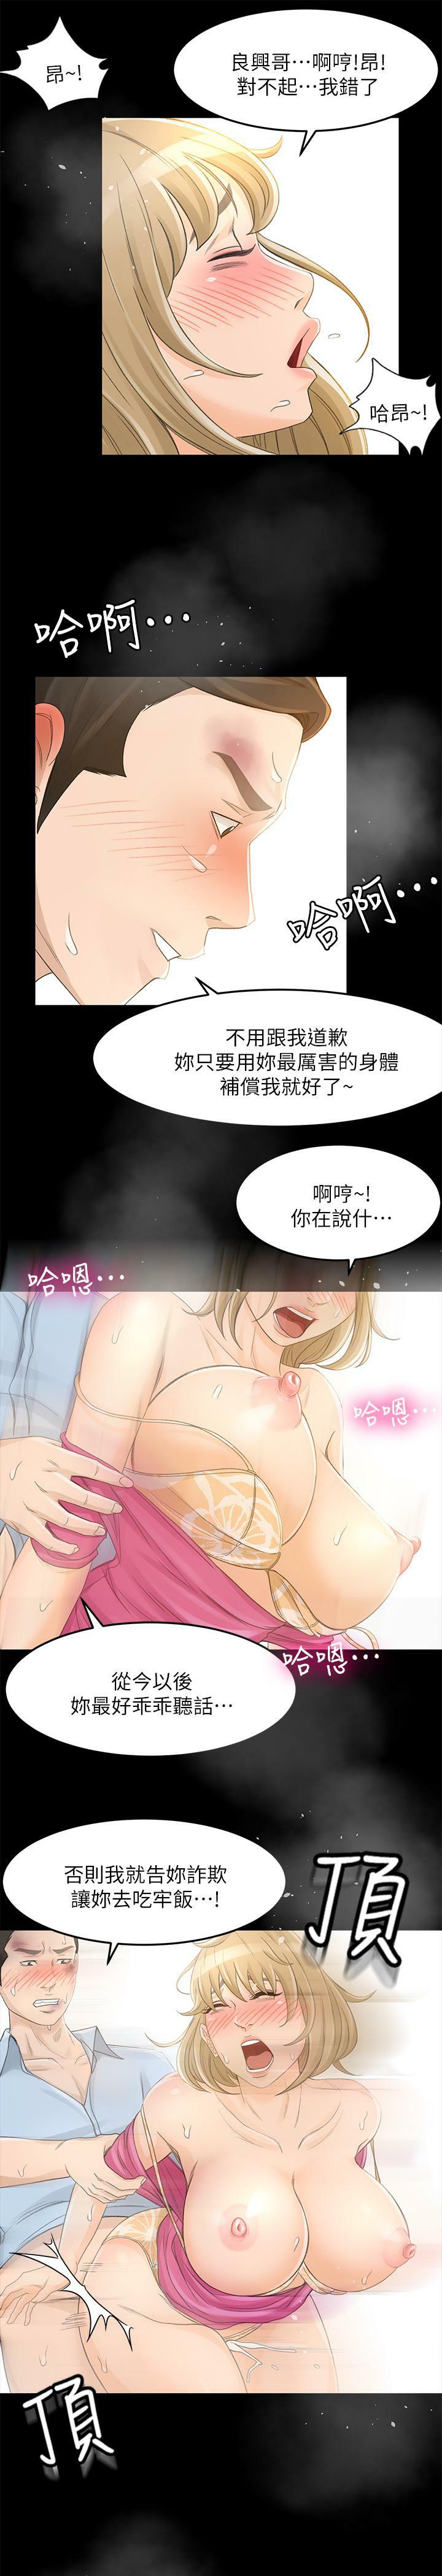 昂~!
良興哥⋯啊哼!昂!
對不起⋯我錯了
哈昂~!
哈啊⋯
哈啊⋯
不用跟我道歉
妳只要用妳最厲害的身體
補償我就好了~
啊哼~!
你在說什⋯
哈嗯⋯
哈嗯⋯
哈嗯⋯
從今以後
妳最好乖乖聽話⋯
否則我就告妳詐欺
讓妳去吃牢飯⋯!
頂
頂